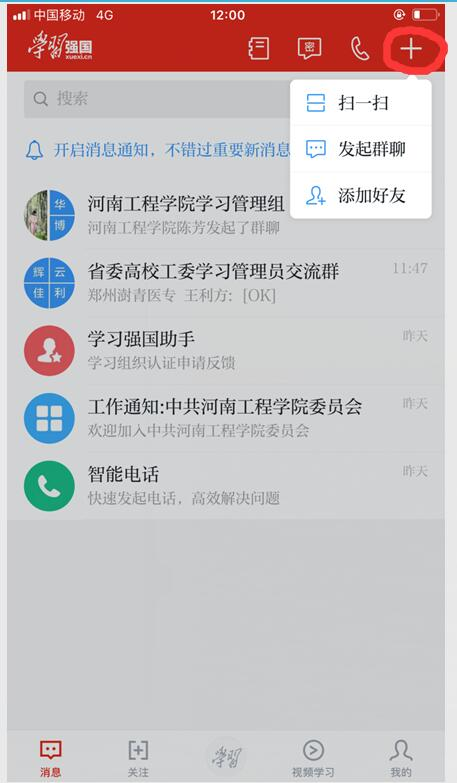 中国移动 4G 12:00
学习强国
xuexi.cn
密
搜索
扫一扫
开启消息通知，不错过重要新消息
发起群聊
添加好友
华
博
河南工程学院学习管理组
河南工程学院陈芳发起了群聊
辉 云
佳 利
省委高校工委学习管理员交流群 11:47
郑州澍青医专 王利方: [OK]
学习强国助手 昨天
学习组织认证申请反馈
工作通知:中共河南工程学院委员会 昨天
欢迎加入中共河南工程学院委员会
智能电话 昨天
快速发起电话，高效解决问题
消息 关注 学習 视频学习 我的